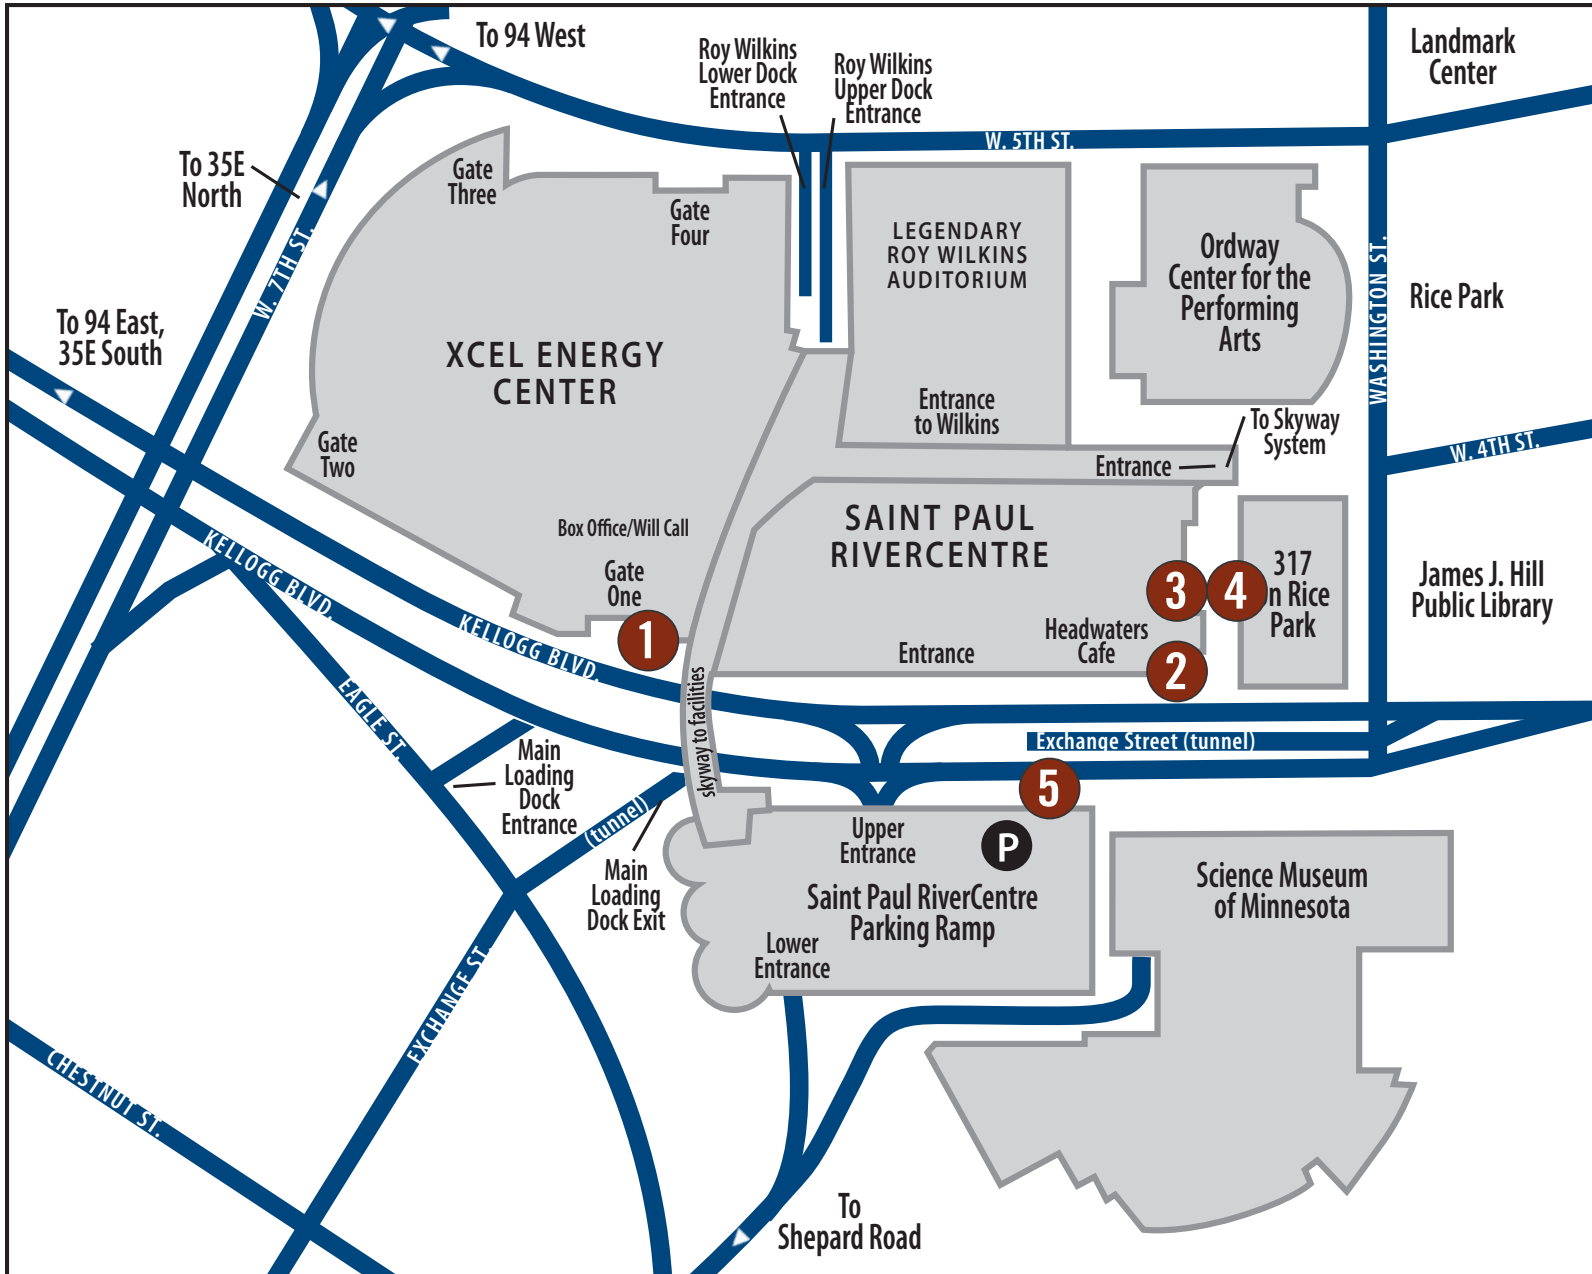 To 94 West
Roy Wilkins
Lower Dock
Entrance
Roy Wilkins
Upper Dock
Entrance
Landmark
Center
W. 5TH ST.
To 35E
North
Gate
Three
Gate
Four
W. 7TH ST.
LEGENDARY
ROY WILKINS
AUDITORIUM
Ordway
Center for the
Performing
Arts
WASHINGTON ST.
Rice Park
To 94 East,
35E South
XCEL ENERGY
CENTER
Entrance
to Wilkins
To Skyway
System
Gate
Two
Entrance
W. 4TH ST.
Box Office/Will Call
SAINT PAUL
RIVERCENTRE
Gate
One
1
3
4
317
n Rice
Park
James J. Hill
Public Library
KELLOGG BLVD.
KELLOGG BLVD.
Entrance
Headwaters
Cafe
2
EAGLE ST.
skyway to facilities
Exchange Street (tunnel)
Main
Loading
Dock
Entrance
(tunnel)
Main
Loading
Dock Exit
5
P
Upper
Entrance
Saint Paul RiverCentre
Parking Ramp
Lower
Entrance
Science Museum
of Minnesota
EXCHANGE ST.
CHESTNUT ST.
To
Shepard Road